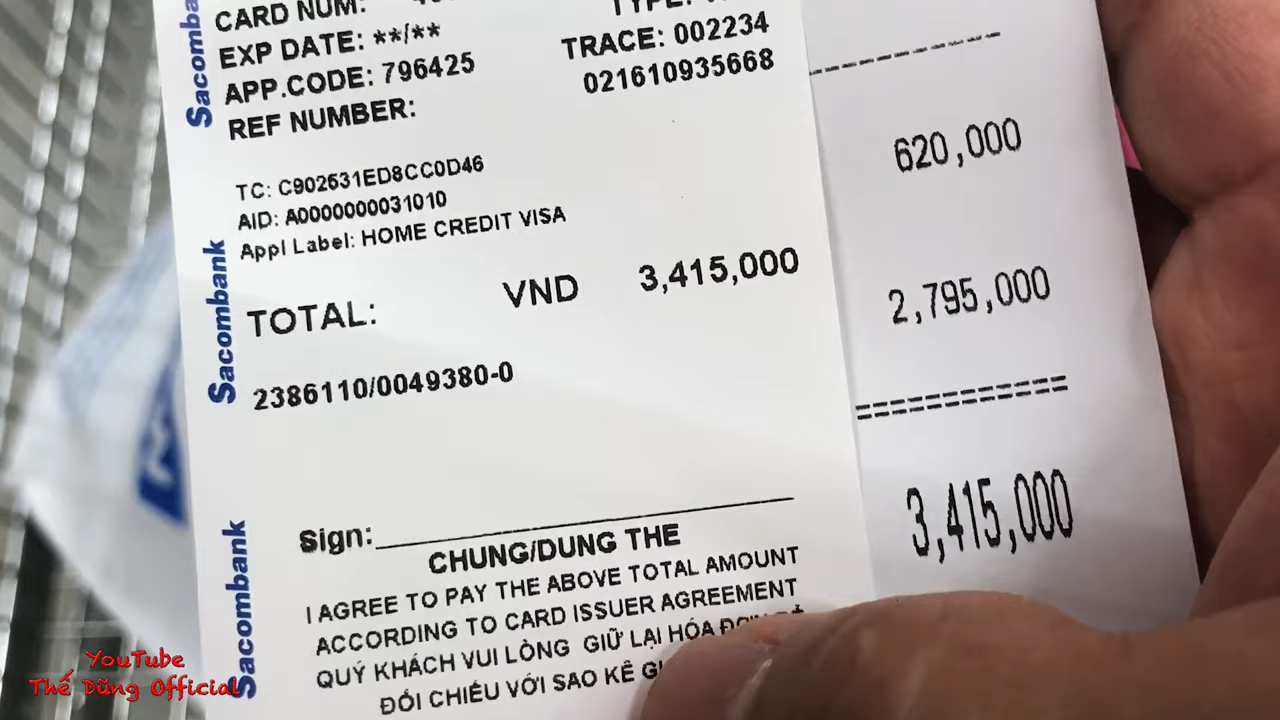 Sacombank
CARD NUM:
EXP DATE: **/**
APP.CODE: 796425
REF NUMBER:
TRACE: 002234
021610935668
TC: C902531ED8CC0D46
AID: A0000000031010
Appl Label: HOME CREDIT VISA
Sacombank
TOTAL: VND 3,415,000
2386110/0049380-0
Sacombank
Sign:
CHUNG/DUNG THE
I AGREE TO PAY THE ABOVE TOTAL AMOUNT
ACCORDING TO CARD ISSUER AGREEMENT
QUÝ KHÁCH VUI LÒNG GIỮ LẠI HÓA
ĐỐI CHIẾU VỚI SAO KÊ
620,000
2,795,000
============
3,415,000
YouTube
Thế Dũng Official